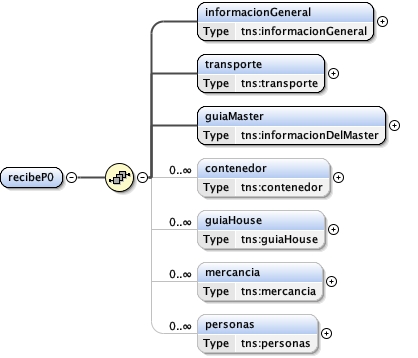 informacionGeneral
Type tns:informacionGeneral
transporte
Type tns:transporte
guiaMaster
Type tns:informacionDelMaster
recibeP0
0..∞ contenedor
Type tns:contenedor
0..∞ guiaHouse
Type tns:guiaHouse
0..∞ mercancia
Type tns:mercancia
0..∞ personas
Type tns:personas